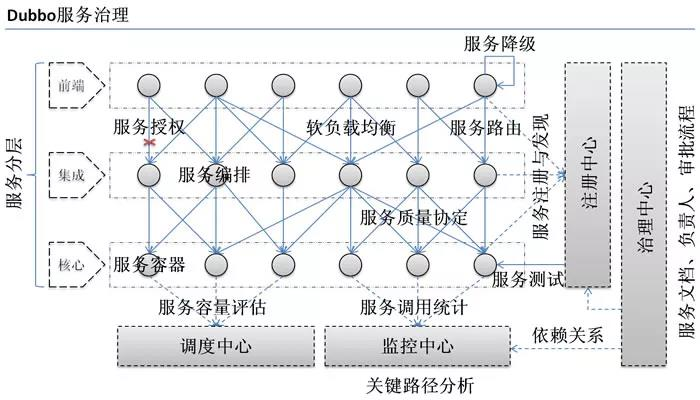 Dubbo服务治理
服务降级
前端
服务授权
软负载均衡
服务路由
服务分层
集成
服务编排
服务注册与发现
注册中心
治理中心
服务文档、负责人、审批流程
服务质量协定
核心
服务容器
服务测试
服务容量评估
服务调用统计
调度中心
监控中心
依赖关系
关键路径分析